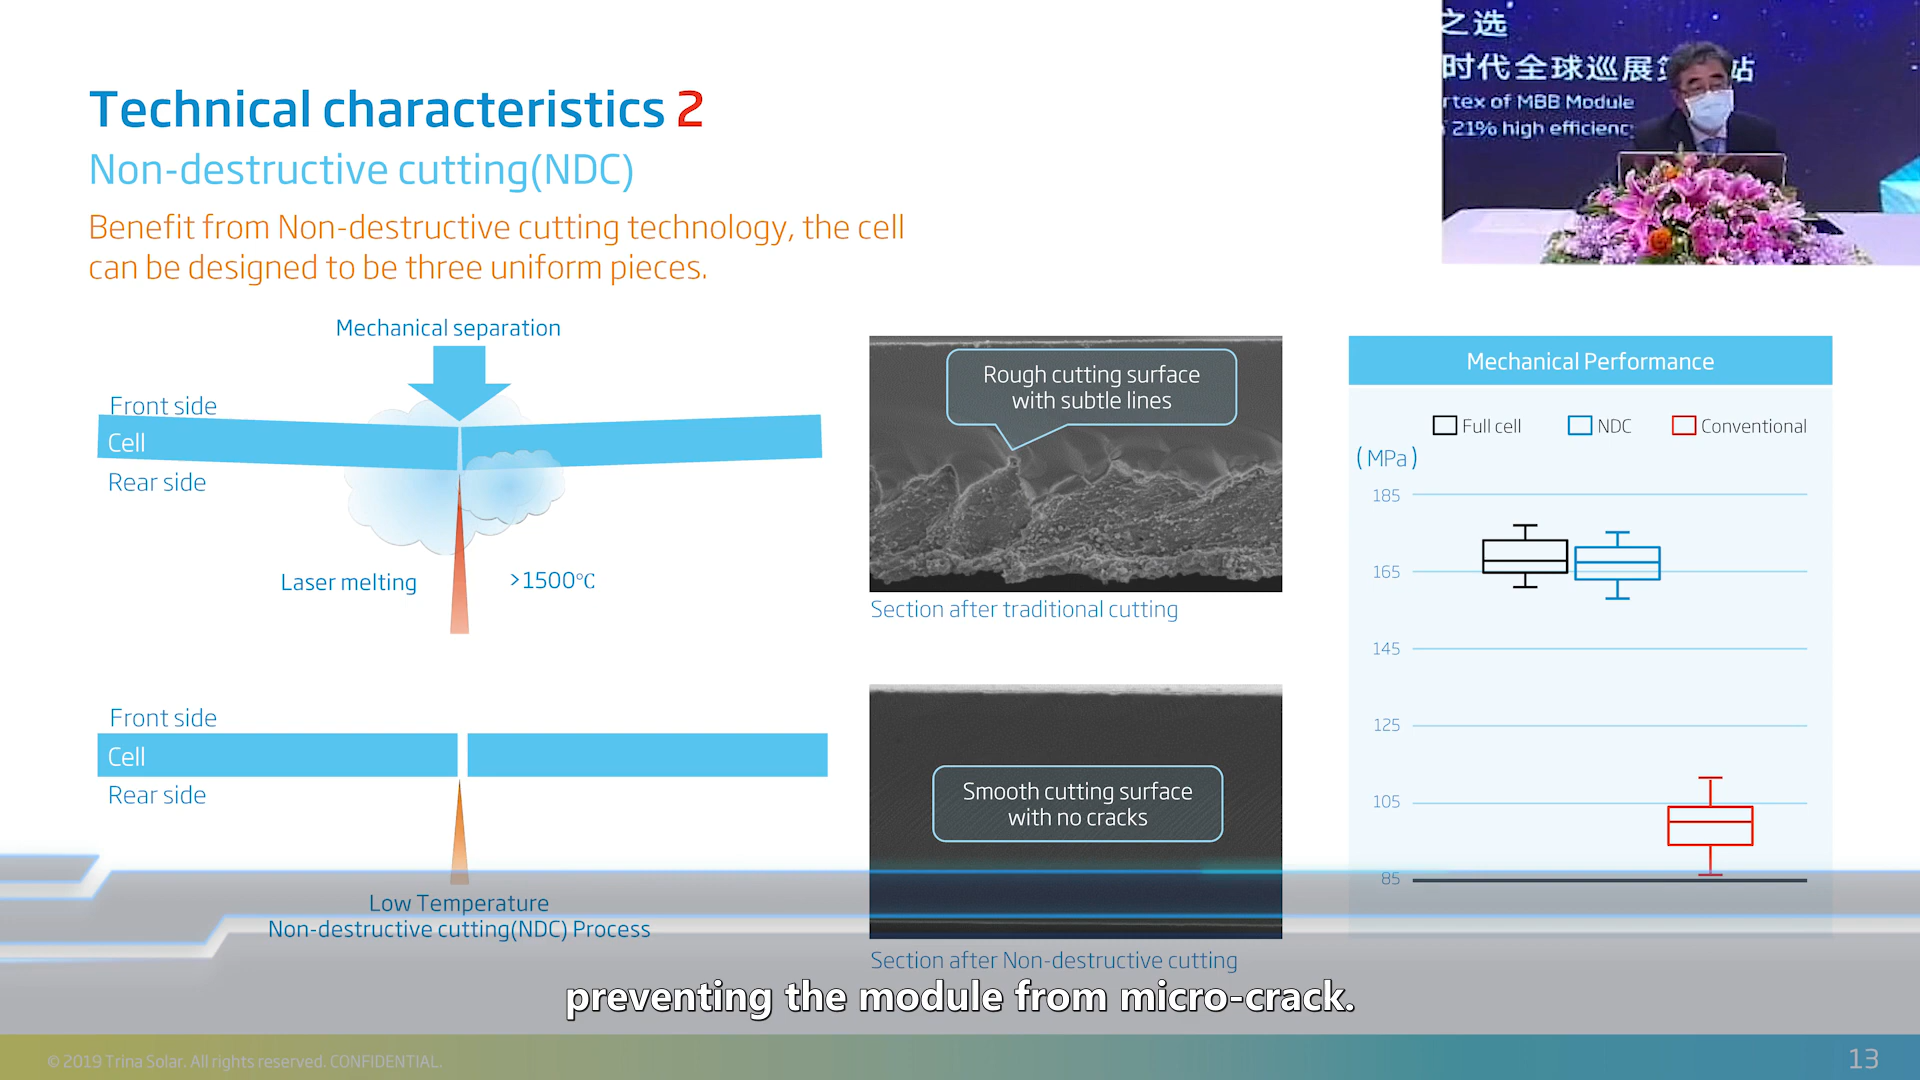 Technical characteristics 2
Non-destructive cutting(NDC)
Benefit from Non-destructive cutting technology, the cell
can be designed to be three uniform pieces.
之选
时代全球巡展
站
rtex of MBB Module
21% high efficiency
Mechanical separation
Front side
Cell
Rear side
Laser melting
>1500℃
Front side
Cell
Rear side
Low Temperature
Non-destructive cutting(NDC) Process
Rough cutting surface
with subtle lines
Section after traditional cutting
Smooth cutting surface
with no cracks
Section after Non-destructive cutting
Mechanical Performance
Full cell
NDC
Conventional
(MPa)
185
165
145
125
105
85
preventing the module from micro-crack.
© 2019 Trina Solar. All rights reserved. CONFIDENTIAL.
13